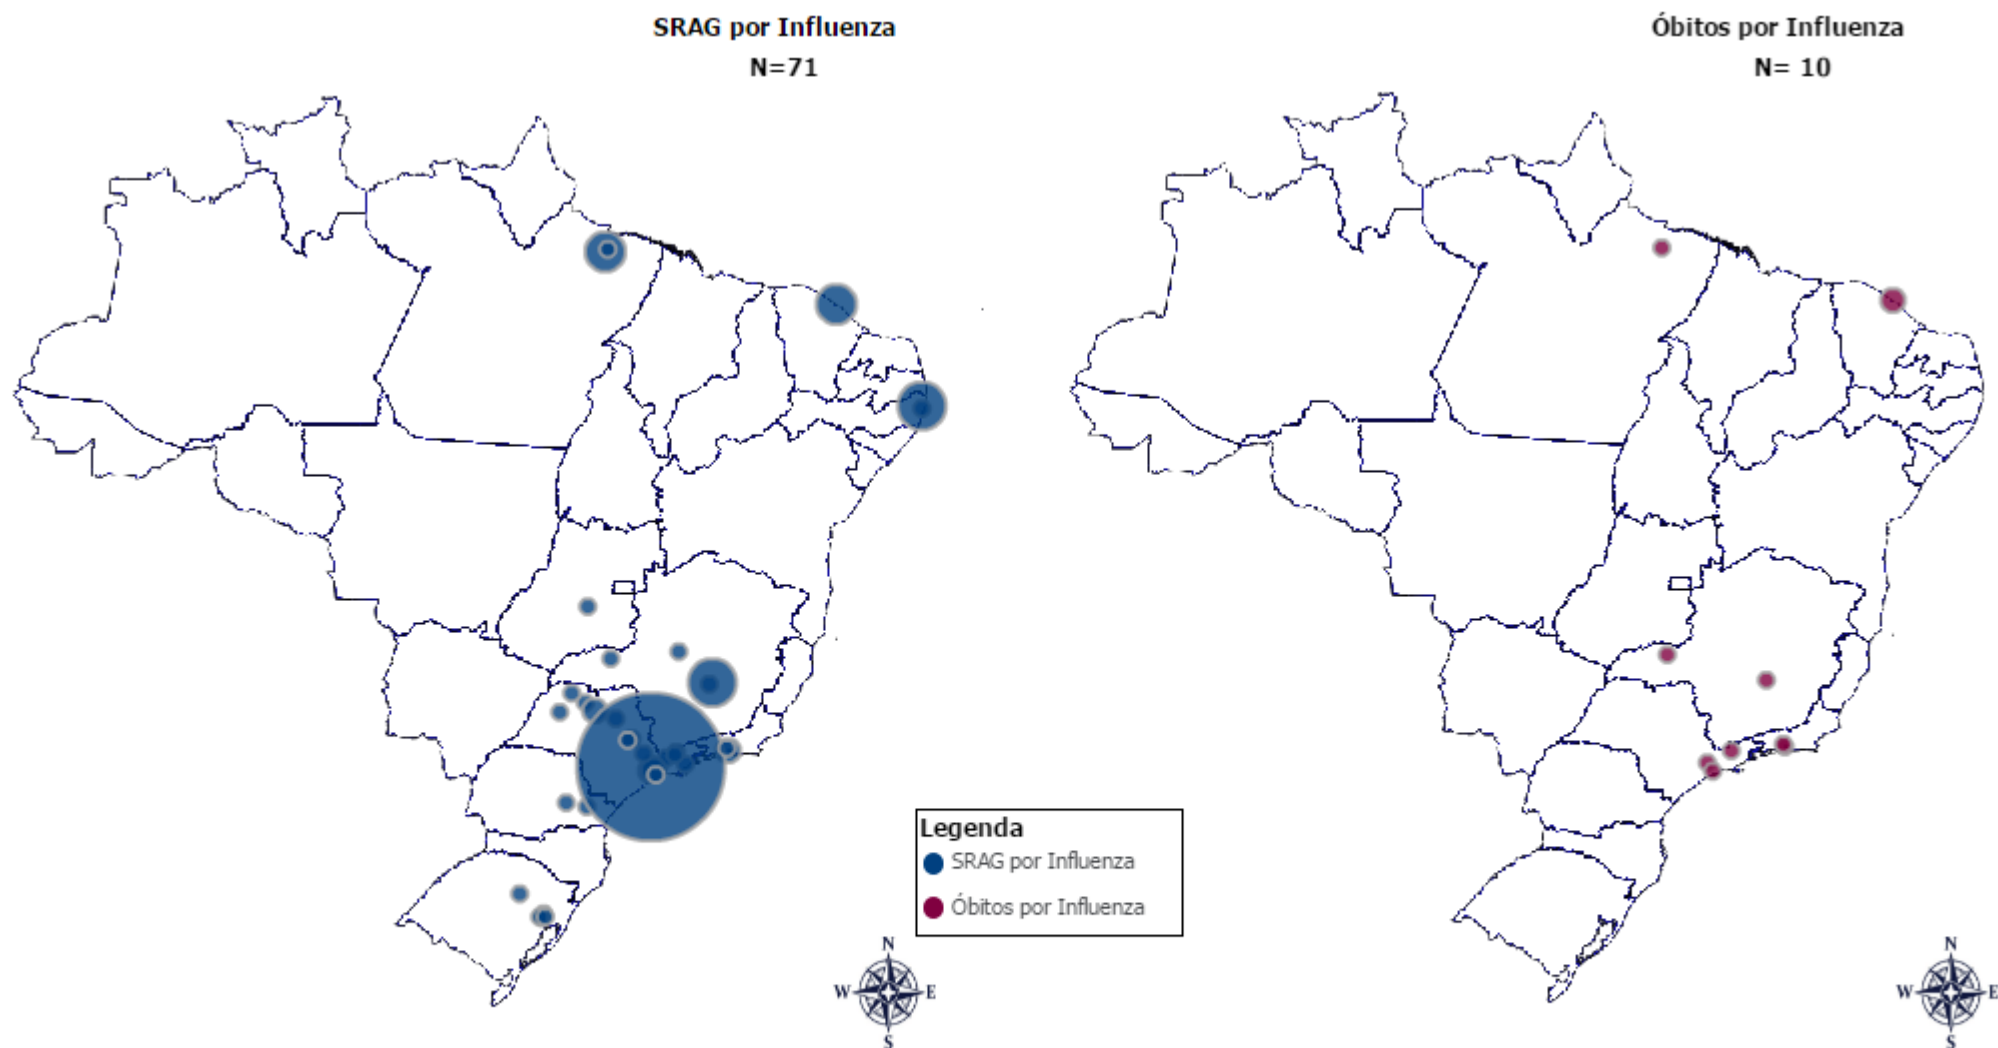 SRAG por Influenza
N=71
Óbitos por Influenza
N= 10
Legenda
SRAG por Influenza
Óbitos por Influenza
N
W E
S
N
W E
S